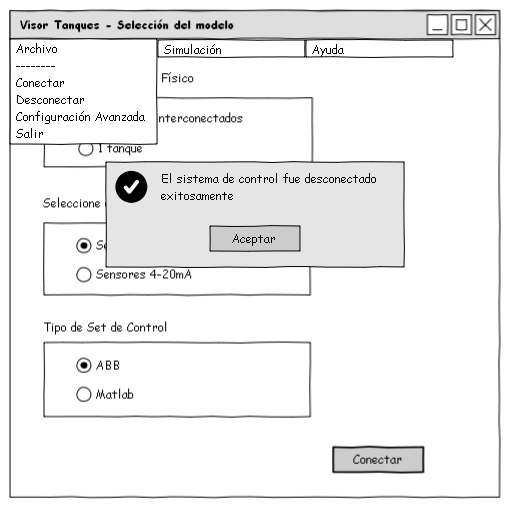 Visor Tanques - Selección del modelo
Archivo
Simulación
Ayuda
--------
Conectar
Desconectar
Configuración Avanzada
Salir
Físico
nterconectados
1 tanque
El sistema de control fue desconectado
exitosamente
Aceptar
Seleccione
Se
Sensores 4-20mA
Tipo de Set de Control
ABB
Matlab
Conectar